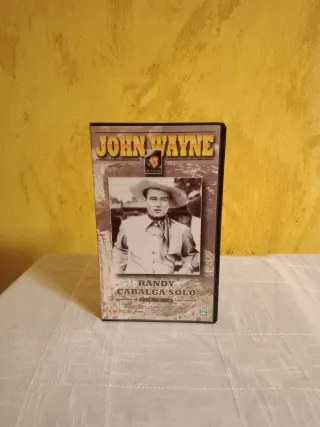 JOHN WAYNE
RANDY
CABALGA SOLO